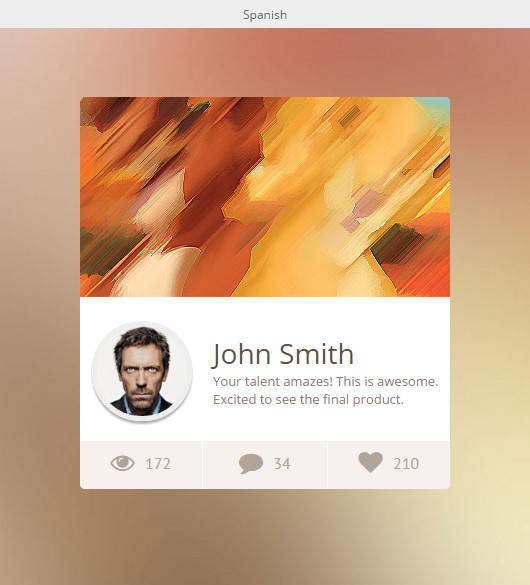 Spanish
John Smith
Your talent amazes! This is awesome.
Excited to see the final product.
172
34
210